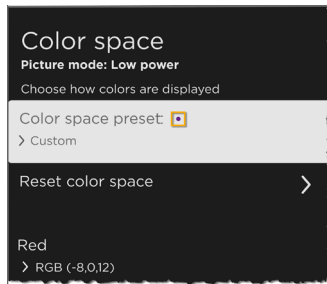 Color space
Picture mode: Low power
Choose how colors are displayed
Color space preset:
Custom
Reset color space
Red
RGB (-8,0,12)